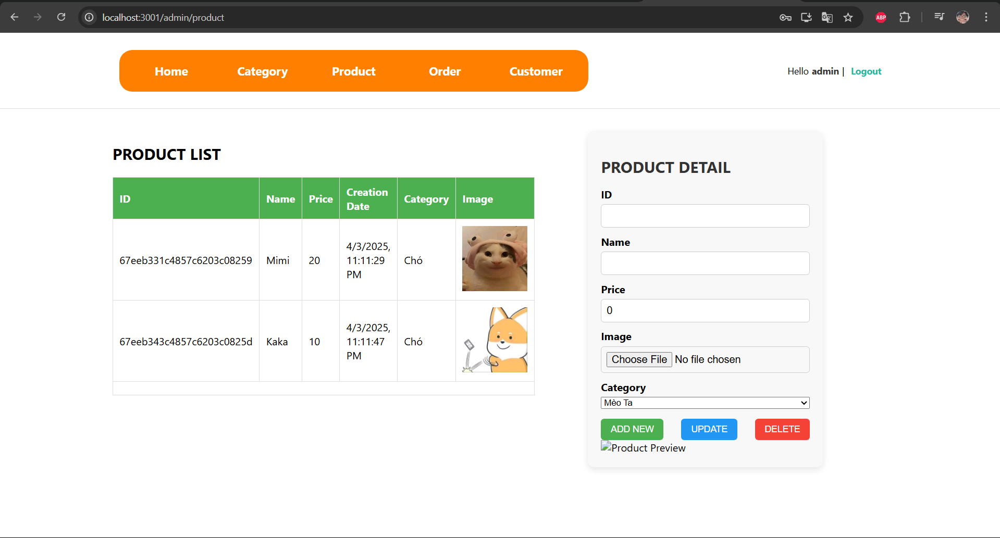 localhost:3001/admin/product
ABP
Home Category Product Order Customer
Hello admin | Logout
PRODUCT LIST
ID Name Price Creation Date Category Image
67eeb331c4857c6203c08259 Mimi 20 4/3/2025, 11:11:29 PM Chó
67eeb343c4857c6203c0825d Kaka 10 4/3/2025, 11:11:47 PM Chó
PRODUCT DETAIL
ID
Name
Price
0
Image
Choose File No file chosen
Category
Mèo Ta
ADD NEW UPDATE DELETE
Product Preview